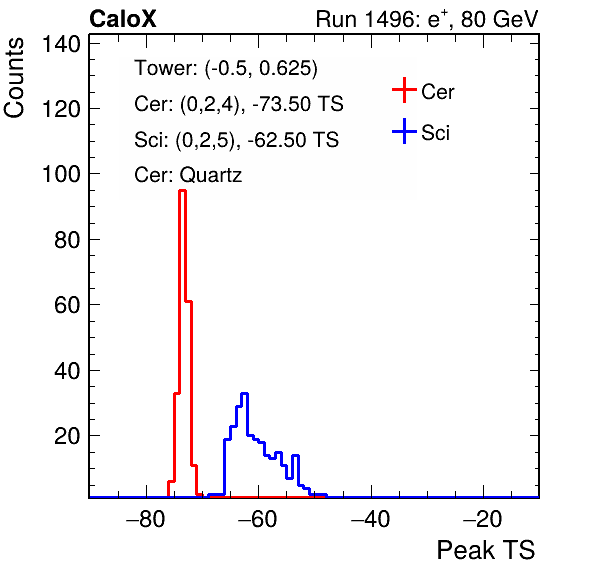 CaloX Run 1496: e⁺, 80 GeV
Counts
140
120
100
80
60
40
20
Tower: (-0.5, 0.625)
Cer: (0,2,4), -73.50 TS
Sci: (0,2,5), -62.50 TS
Cer: Quartz
Cer
Sci
−80 −60 −40 −20
Peak TS